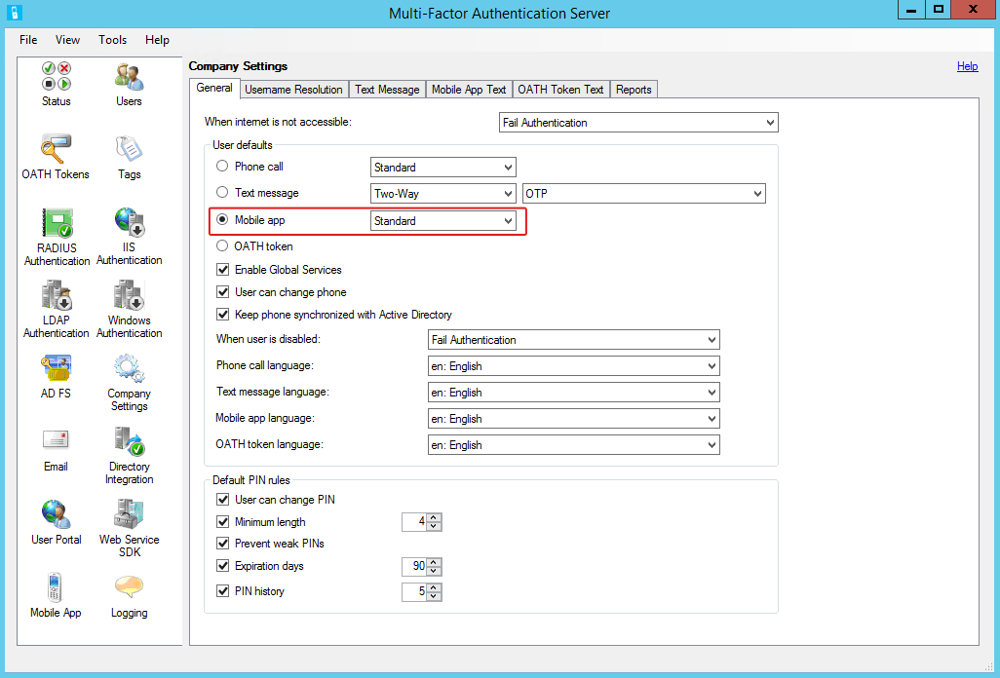 Multi-Factor Authentication Server
File View Tools Help
Status Users
OATH Tokens Tags
RADIUS Authentication
IIS Authentication
LDAP Authentication
Windows Authentication
AD FS
Company Settings
Email
Directory Integration
User Portal
Web Service SDK
Mobile App Logging
Company Settings
Help
General Username Resolution Text Message Mobile App Text OATH Token Text Reports
When internet is not accessible: Fail Authentication
User defaults
Phone call Standard
Text message Two-Way OTP
Mobile app Standard
OATH token
Enable Global Services
User can change phone
Keep phone synchronized with Active Directory
When user is disabled: Fail Authentication
Phone call language: en: English
Text message language: en: English
Mobile app language: en: English
OATH token language: en: English
Default PIN rules
User can change PIN
Minimum length 4
Prevent weak PINs
Expiration days 90
PIN history 5